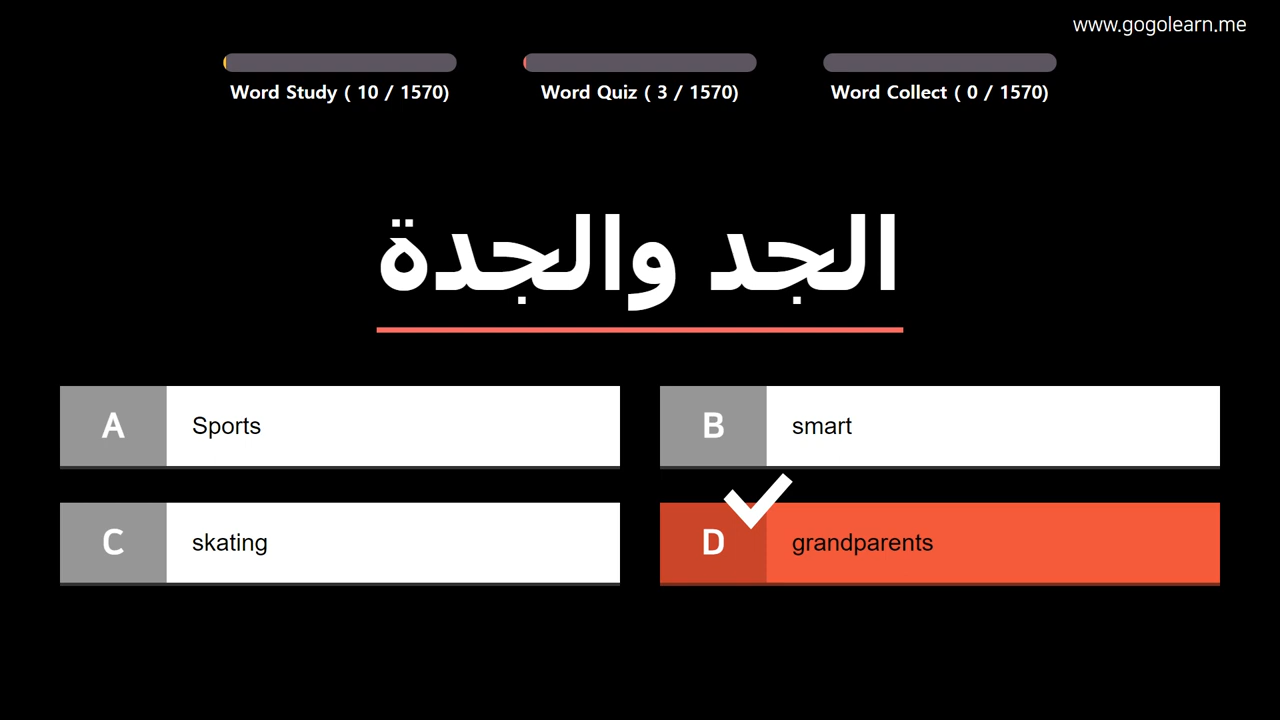 www.gogolearn.me
Word Study ( 10 / 1570)
Word Quiz ( 3 / 1570)
Word Collect ( 0 / 1570)
الجد والجدة
A Sports
B smart
C skating
D grandparents